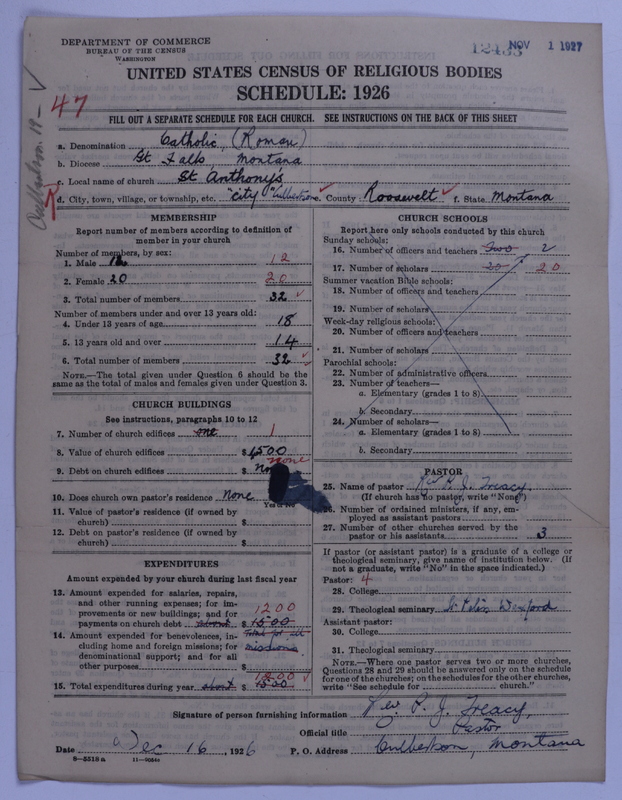 DEPARTMENT OF COMMERCE
BUREAU OF THE CENSUS
WASHINGTON
NOV 1 1927
UNITED STATES CENSUS OF RELIGIOUS BODIES
SCHEDULE: 1926
47
FILL OUT A SEPARATE SCHEDULE FOR EACH CHURCH. SEE INSTRUCTIONS ON THE BACK OF THIS SHEET
a. Denomination Catholic (Roman)
b. Diocese Gt Falls, Montana
c. Local name of church St Anthony's
d. City, town, village, or township, etc. "City" Culbertson e. County Roosevelt f. State Montana
MEMBERSHIP
Report number of members according to definition of member in your church
Number of members, by sex:
1. Male 12 12
2. Female 20 20
3. Total number of members 32
Number of members under and over 13 years old:
4. Under 13 years of age 18
5. 13 years old and over 14
6. Total number of members 32
NOTE.—The total given under Question 6 should be the
same as the total of males and females given under Question 3.
CHURCH BUILDINGS
See instructions, paragraphs 10 to 12
7. Number of church edifices one 1
8. Value of church edifices $ 4500
none
9. Debt on church edifices $
10. Does church own pastor's residence None
Yes or No
11. Value of pastor's residence (if owned by
church) $
12. Debt on pastor's residence (if owned by
church) $
EXPENDITURES
Amount expended by your church during last fiscal year
13. Amount expended for salaries, repairs,
and other running expenses; for im-
provements or new buildings; and for
payments on church debt about $ 1500
1200
14. Amount expended for benevolences, in-
cluding home and foreign missions; for
denominational support; and for all
other purposes
Total for all
missions
1200
15. Total expenditures during year about $ 1500
CHURCH SCHOOLS
Report here only schools conducted by this church
Sunday schools:
16. Number of officers and teachers Two 2
17. Number of scholars 20 20
Summer vacation Bible schools:
18. Number of officers and teachers
19. Number of scholars
Week-day religious schools:
20. Number of officers and teachers
21. Number of scholars
Parochial schools:
22. Number of administrative officers
23. Number of teachers—
a. Elementary (grades 1 to 8)
b. Secondary
24. Number of scholars—
a. Elementary (grades 1 to 8)
b. Secondary
PASTOR
25. Name of pastor Rev P. J. Treacy
(If church has no pastor, write "None")
26. Number of ordained ministers, if any, em-
ployed as assistant pastors
27. Number of other churches served by the
pastor or his assistants 3
If pastor (or assistant pastor) is a graduate of a college or
theological seminary, give name of institution below. (If
not a graduate, write "No" in the space indicated.)
Pastor: 4
28. College
29. Theological seminary St Peters Wexford
Assistant pastor:
30. College
31. Theological seminary
NOTE.—Where one pastor serves two or more churches,
Questions 28 and 29 should be answered only on the schedule
for one of the churches; on the schedules for the other churches,
write "See schedule for church."
Signature of person furnishing information Rev. P. J. Treacy,
Official title Pastor
Date Dec 16, 1926 P. O. Address Culbertson, Montana
8—5518 a